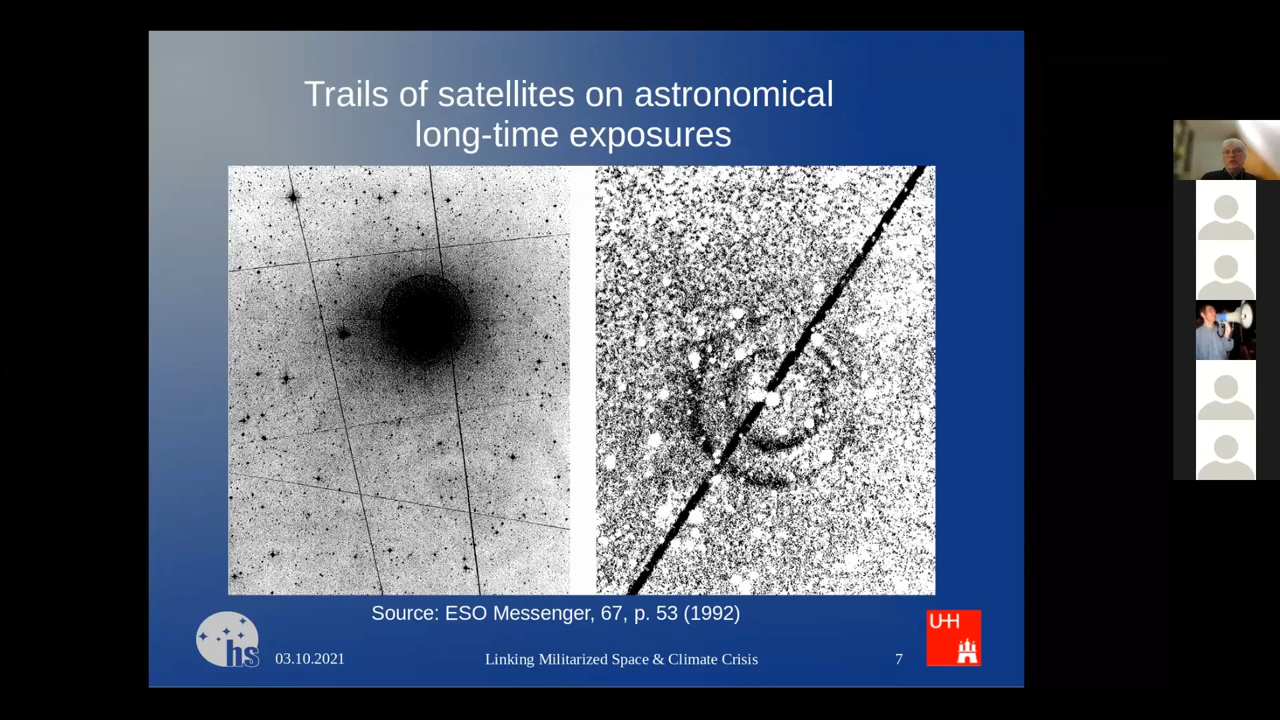 Trails of satellites on astronomical
long-time exposures
Source: ESO Messenger, 67, p. 53 (1992)
hs
03.10.2021
Linking Militarized Space & Climate Crisis
7
UHH